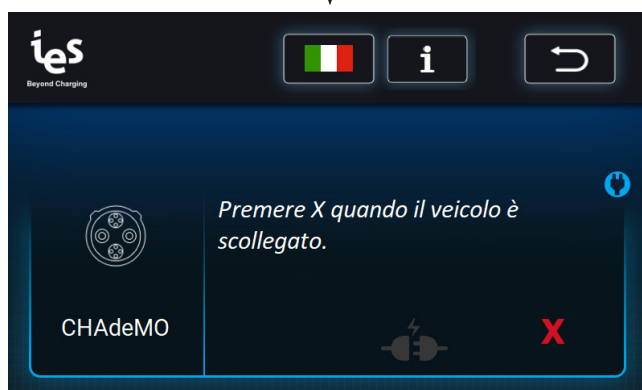 ies
Beyond Charging
i
Premere X quando il veicolo è
scollegato.
CHAdeMO
X